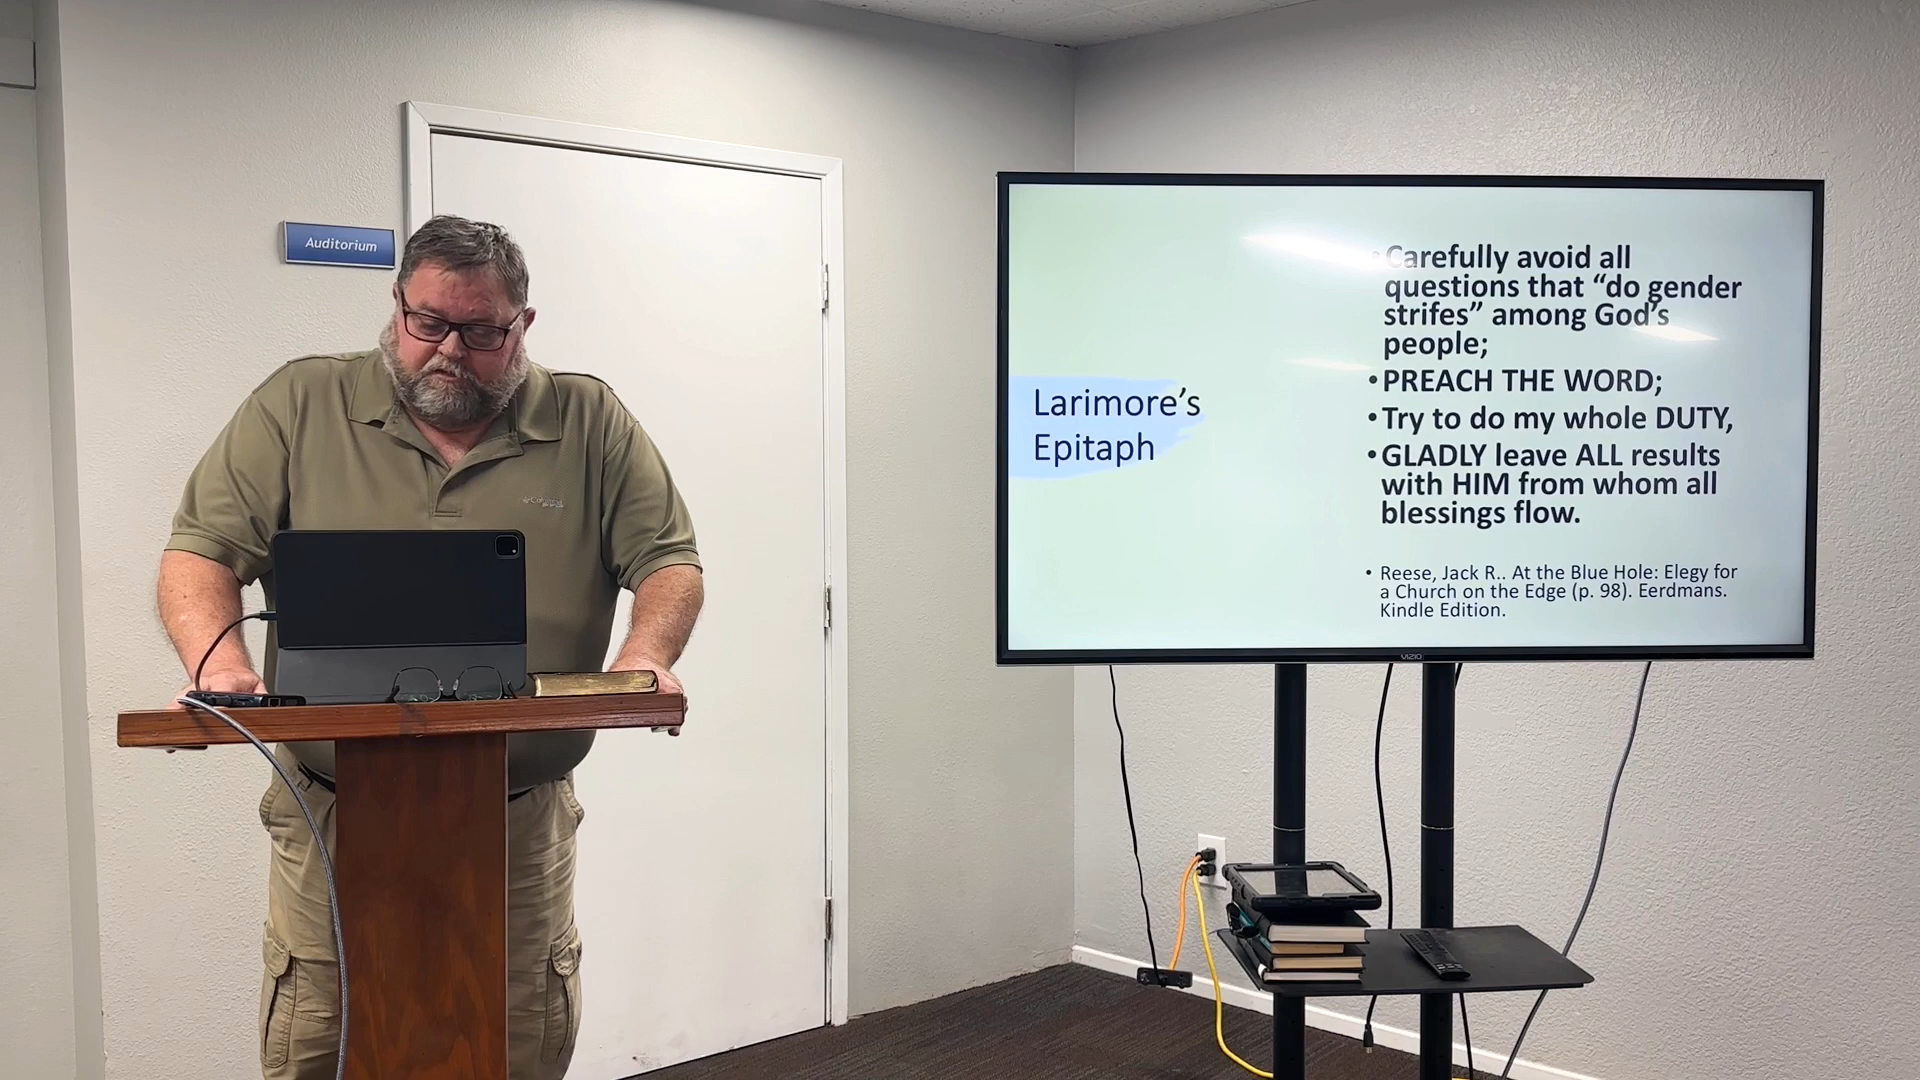 Auditorium
Larimore's
Epitaph
• Carefully avoid all
questions that “do gender
strifes” among God's
people;
• PREACH THE WORD;
• Try to do my whole DUTY,
• GLADLY leave ALL results
with HIM from whom all
blessings flow.
• Reese, Jack R.. At the Blue Hole: Elegy for
a Church on the Edge (p. 98). Eerdmans.
Kindle Edition.
VIZIO